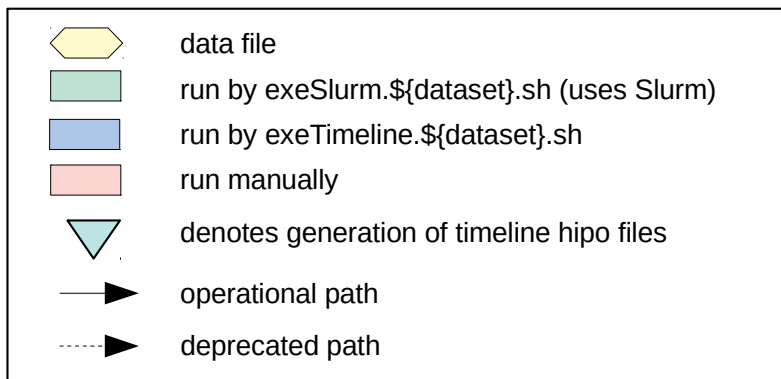 data file
run by exeSlurm.${dataset}.sh (uses Slurm)
run by exeTimeline.${dataset}.sh
run manually
denotes generation of timeline hipo files
operational path
deprecated path